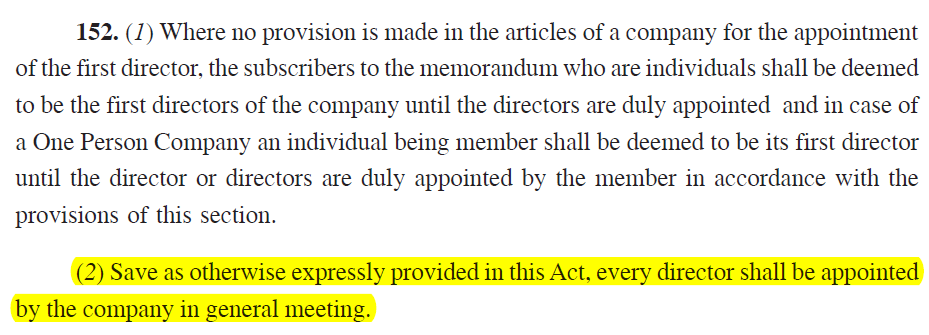 152. (1) Where no provision is made in the articles of a company for the appointment
of the first director, the subscribers to the memorandum who are individuals shall be deemed
to be the first directors of the company until the directors are duly appointed and in case of
a One Person Company an individual being member shall be deemed to be its first director
until the director or directors are duly appointed by the member in accordance with the
provisions of this section.
(2) Save as otherwise expressly provided in this Act, every director shall be appointed
by the company in general meeting.